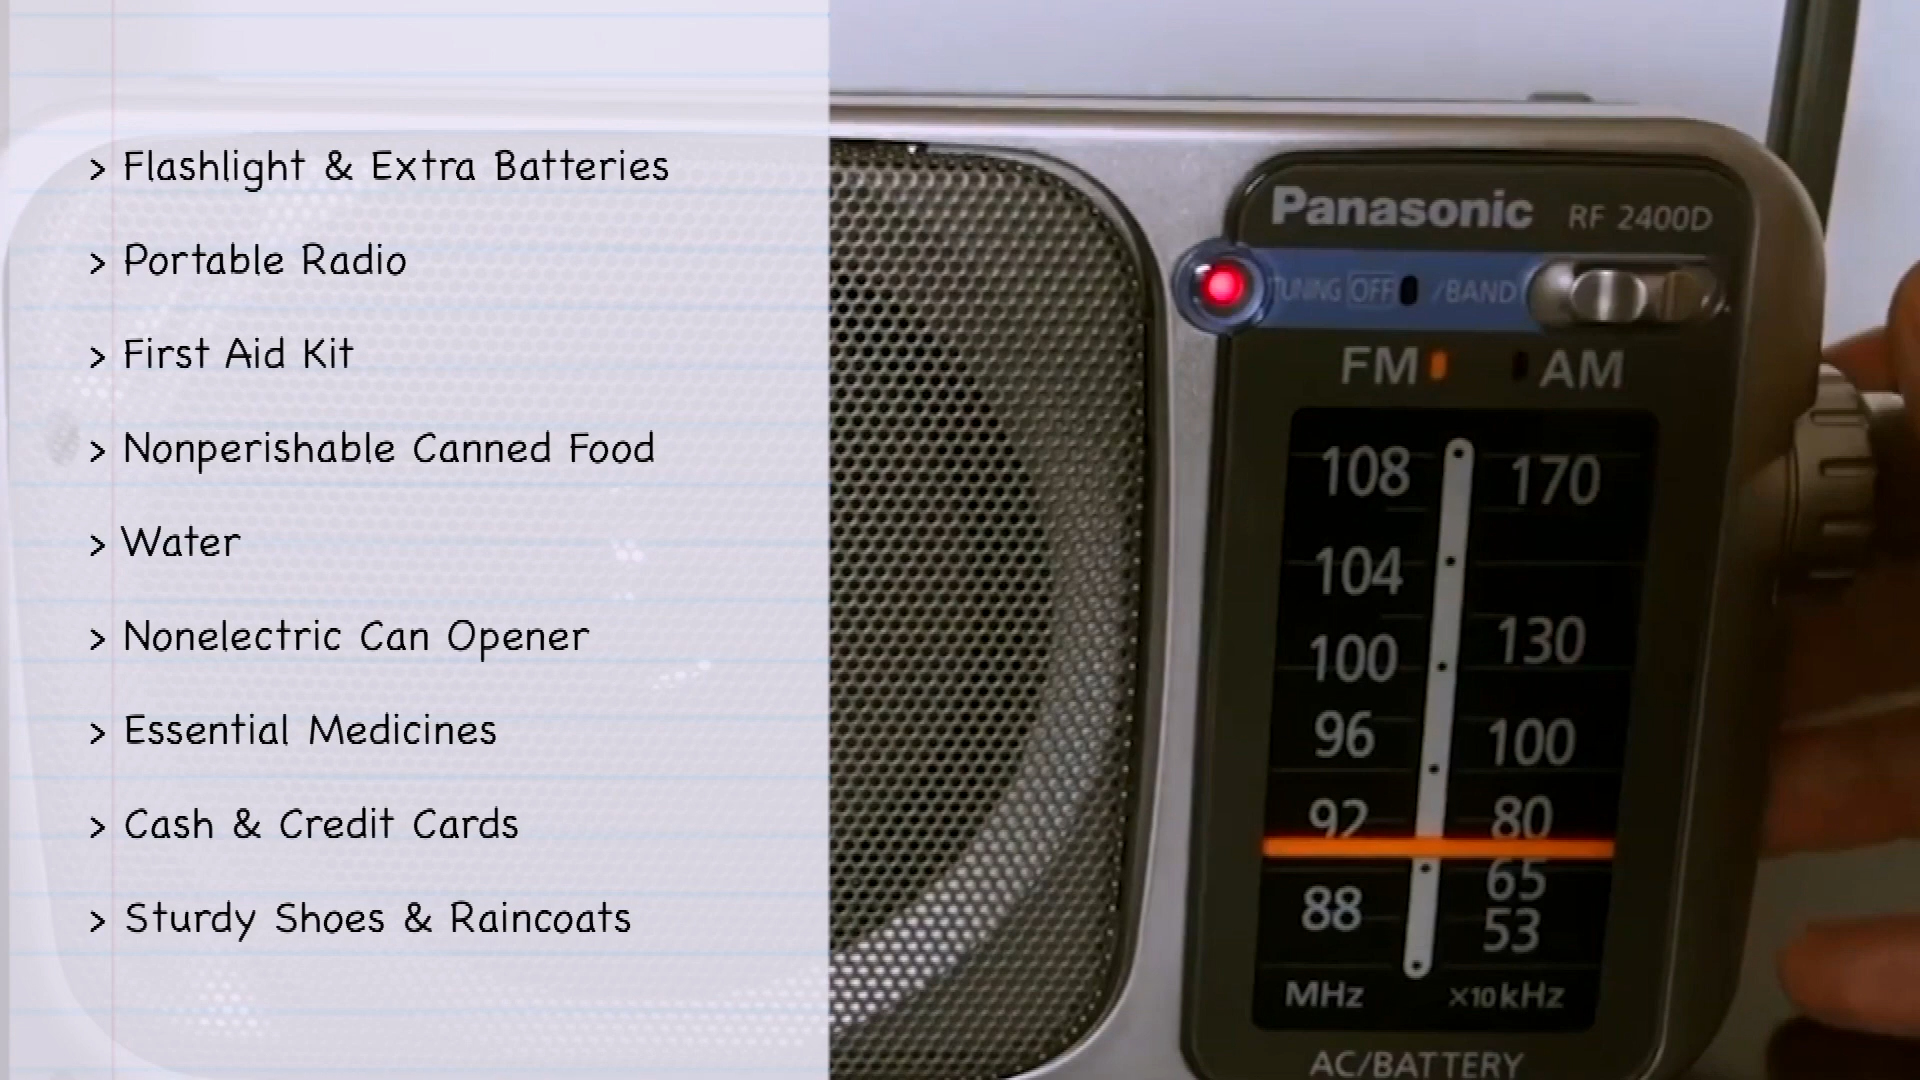 > Flashlight & Extra Batteries
> Portable Radio
> First Aid Kit
> Nonperishable Canned Food
> Water
> Nonelectric Can Opener
> Essential Medicines
> Cash & Credit Cards
> Sturdy Shoes & Raincoats
Panasonic RF 2400D
TUNING OFF /BAND
FM AM
108 170
104
100 130
96 100
92 80
65
88 53
MHz x10kHz
AC/BATTERY